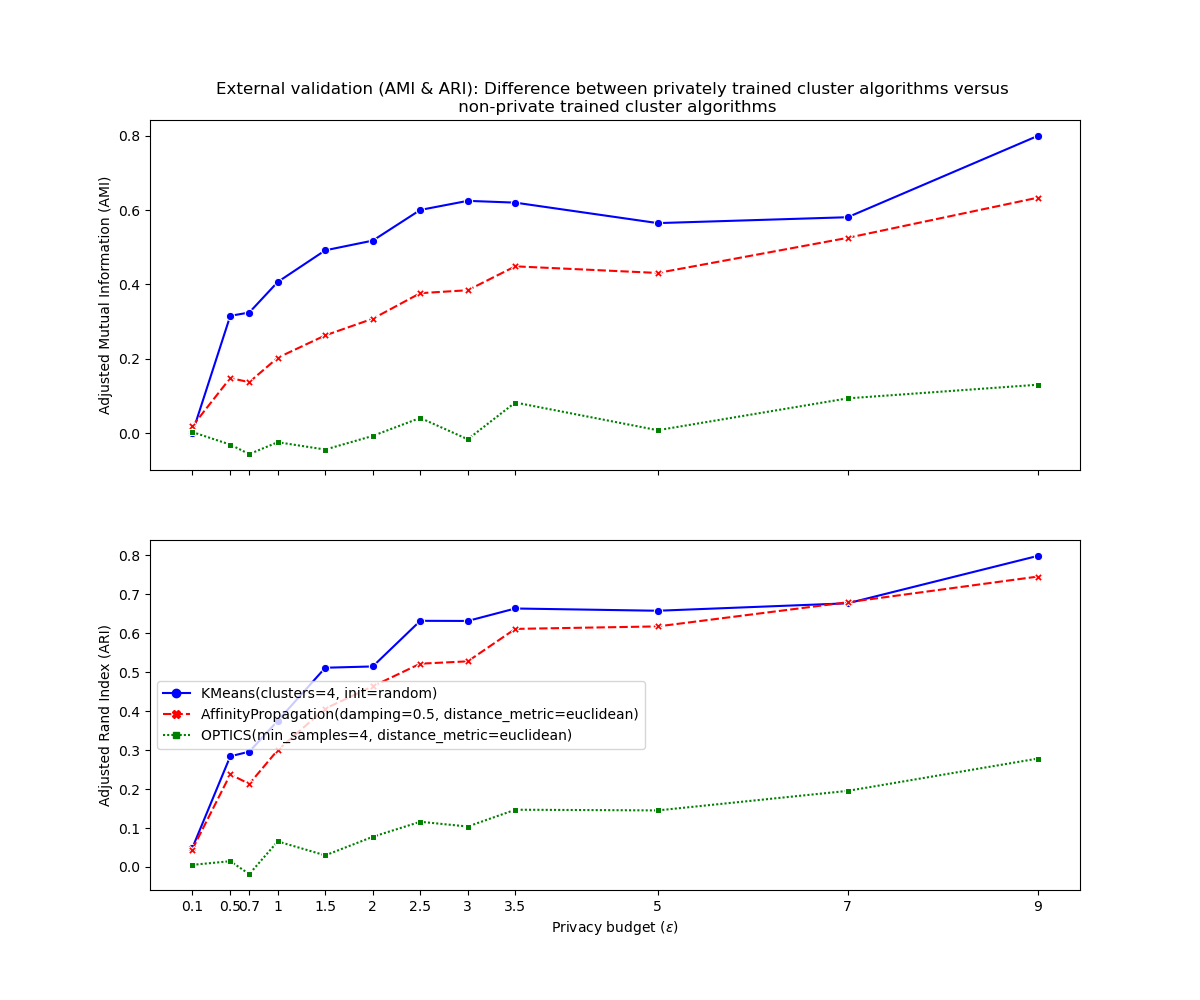 External validation (AMI & ARI): Difference between privately trained cluster algorithms versus
non-private trained cluster algorithms
0.8
0.6
0.4
0.2
0.0
Adjusted Mutual Information (AMI)
0.8
0.7
0.6
0.5
0.4
0.3
0.2
0.1
0.0
Adjusted Rand Index (ARI)
KMeans(clusters=4, init=random)
AffinityPropagation(damping=0.5, distance_metric=euclidean)
OPTICS(min_samples=4, distance_metric=euclidean)
0.1 0.5 0.7 1 1.5 2 2.5 3 3.5 5 7 9
Privacy budget (ε)